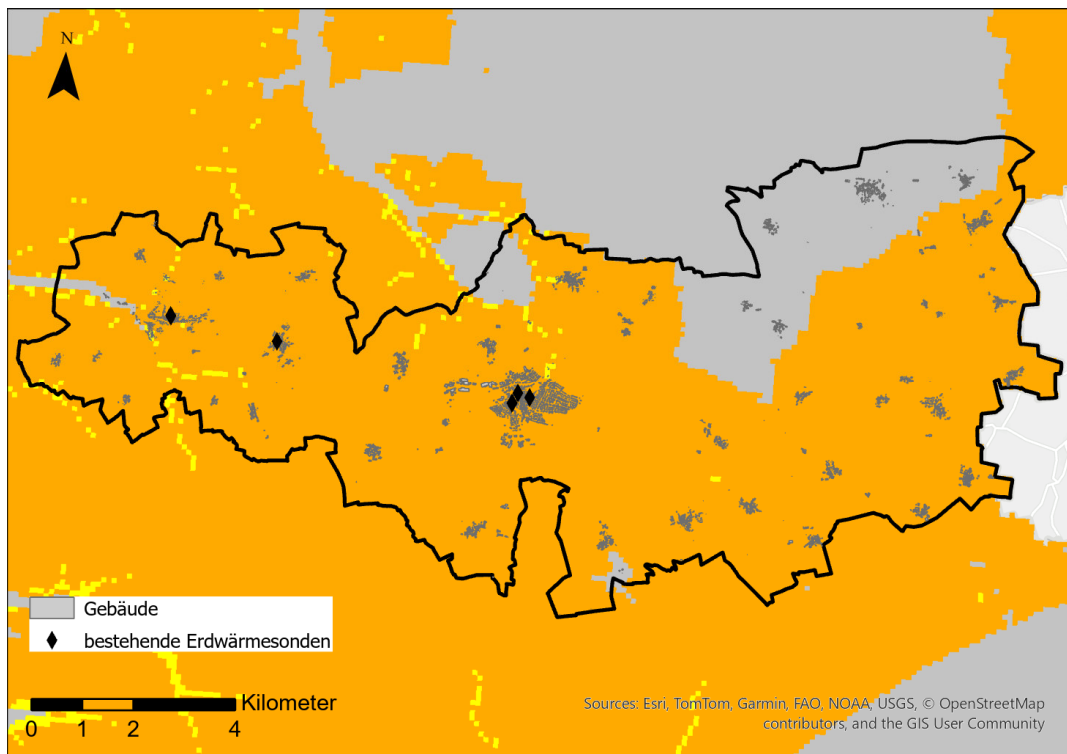 N
Gebäude
bestehende Erdwärmesonden
Kilometer
0 1 2 4
Sources: Esri, TomTom, Garmin, FAO, NOAA, USGS, © OpenStreetMap
contributors, and the GIS User Community